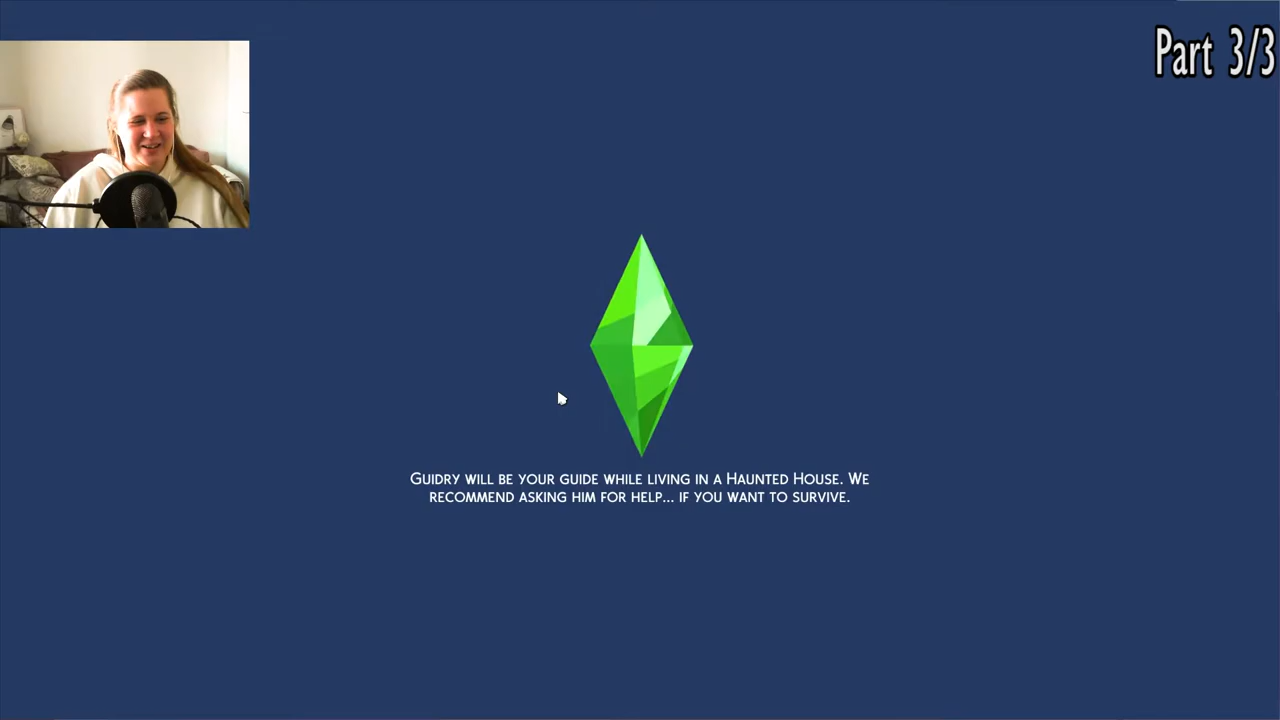 Part 3/3
GUIDRY WILL BE YOUR GUIDE WHILE LIVING IN A HAUNTED HOUSE. WE
RECOMMEND ASKING HIM FOR HELP... IF YOU WANT TO SURVIVE.